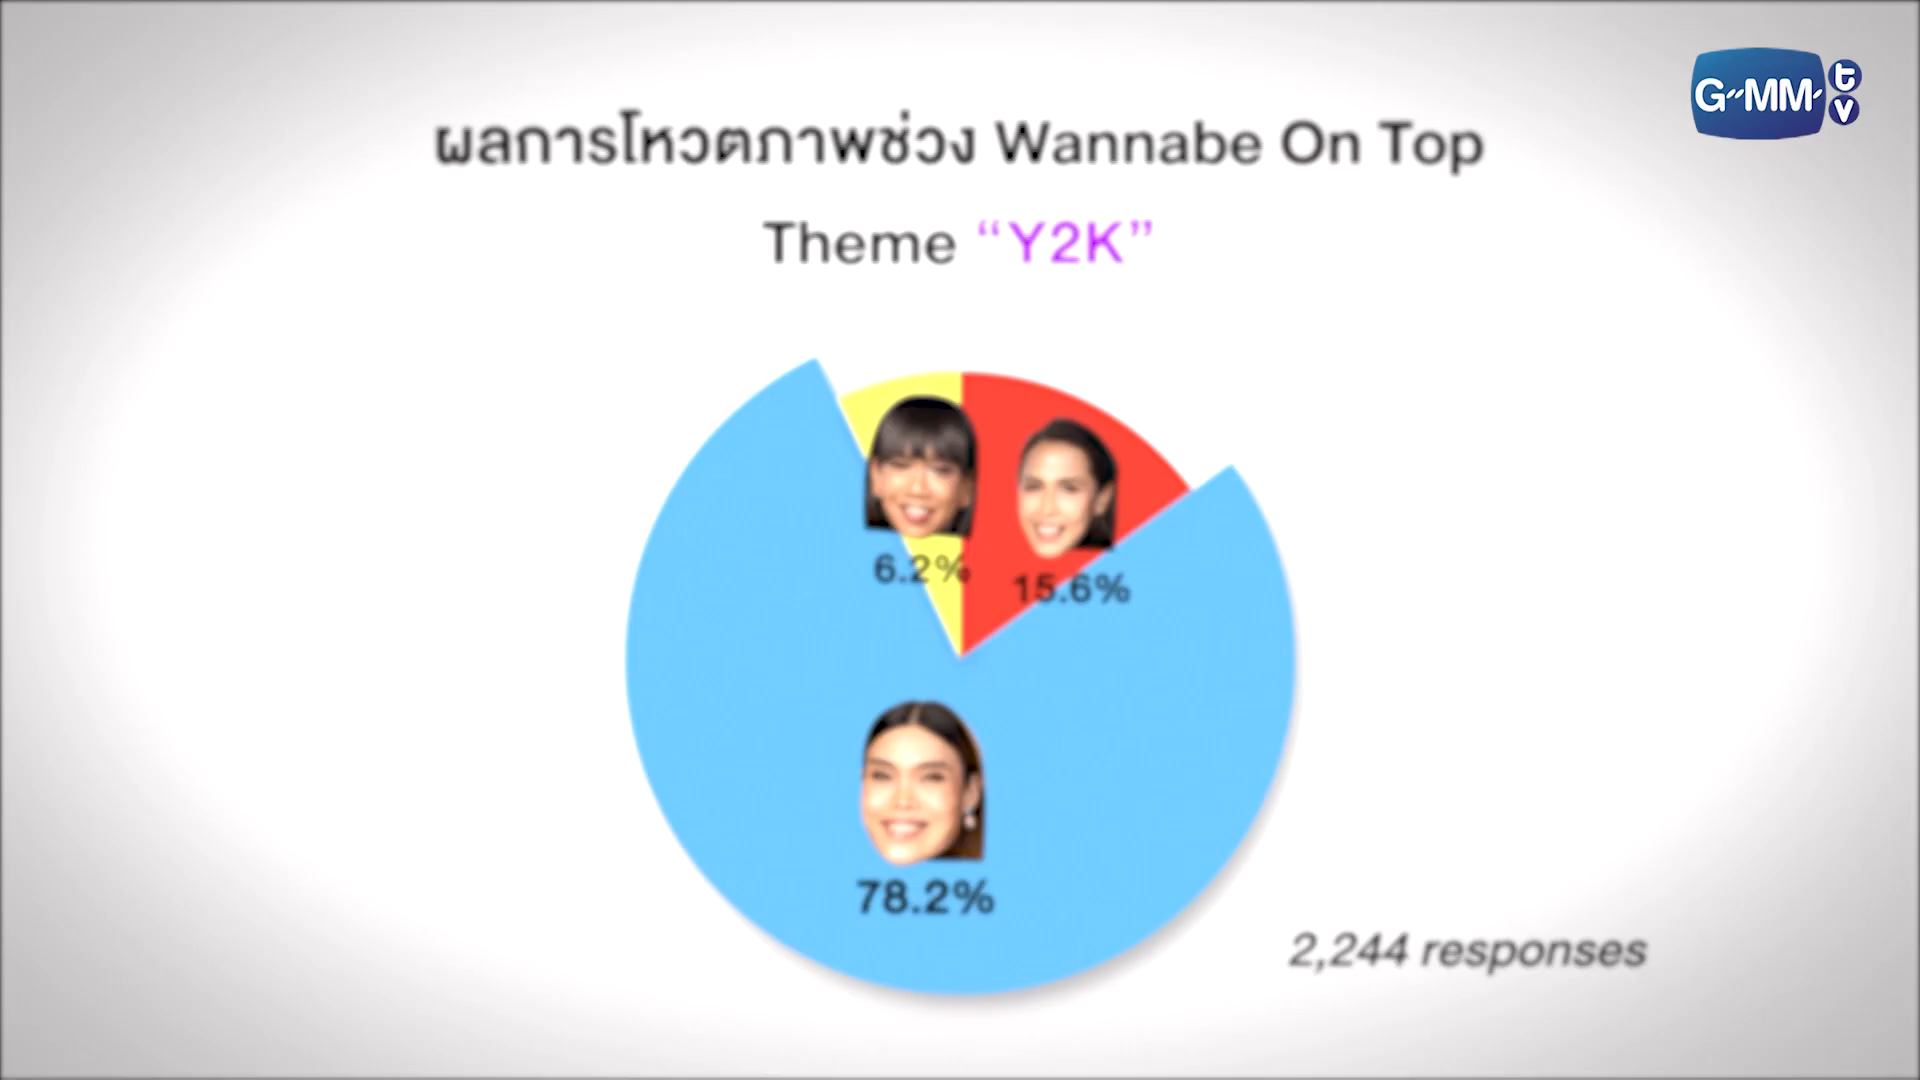 GMM tv
ผลการโหวตภาพช่วง Wannabe On Top
Theme “Y2K”
6.2%
15.6%
78.2%
2,244 responses